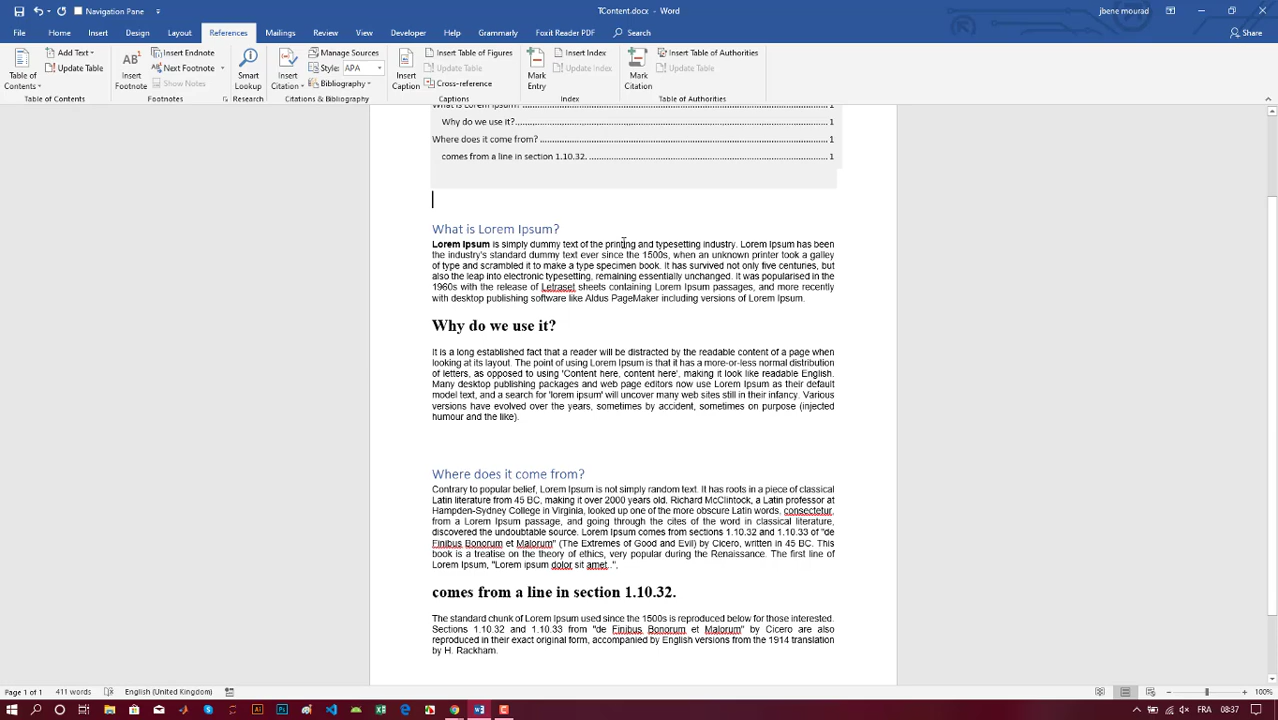 Navigation Pane
TContent.docx - Word
jbene mourad
File Home Insert Design Layout References Mailings Review View Developer Help Grammarly Foxit Reader PDF Search Share
Table of Contents
Add Text
Update Table
Table of Contents
AB
Insert Footnote
Insert Endnote
Next Footnote
Show Notes
Footnotes
Smart Lookup
Research
Insert Citation
Manage Sources
Style: APA
Bibliography
Citations & Bibliography
Insert Caption
Insert Table of Figures
Update Table
Cross-reference
Captions
Mark Entry
Insert Index
Update Index
Index
Mark Citation
Insert Table of Authorities
Update Table
Table of Authorities
What is Lorem Ipsum? 1
Why do we use it? 1
Where does it come from? 1
comes from a line in section 1.10.32. 1
What is Lorem Ipsum?
Lorem Ipsum is simply dummy text of the printing and typesetting industry. Lorem Ipsum has been
the industry's standard dummy text ever since the 1500s, when an unknown printer took a galley
of type and scrambled it to make a type specimen book. It has survived not only five centuries, but
also the leap into electronic typesetting, remaining essentially unchanged. It was popularised in the
1960s with the release of Letraset sheets containing Lorem Ipsum passages, and more recently
with desktop publishing software like Aldus PageMaker including versions of Lorem Ipsum.
Why do we use it?
It is a long established fact that a reader will be distracted by the readable content of a page when
looking at its layout. The point of using Lorem Ipsum is that it has a more-or-less normal distribution
of letters, as opposed to using 'Content here, content here', making it look like readable English.
Many desktop publishing packages and web page editors now use Lorem Ipsum as their default
model text, and a search for 'lorem ipsum' will uncover many web sites still in their infancy. Various
versions have evolved over the years, sometimes by accident, sometimes on purpose (injected
humour and the like).
Where does it come from?
Contrary to popular belief, Lorem Ipsum is not simply random text. It has roots in a piece of classical
Latin literature from 45 BC, making it over 2000 years old. Richard McClintock, a Latin professor at
Hampden-Sydney College in Virginia, looked up one of the more obscure Latin words, consectetur,
from a Lorem Ipsum passage, and going through the cites of the word in classical literature,
discovered the undoubtable source. Lorem Ipsum comes from sections 1.10.32 and 1.10.33 of "de
Finibus Bonorum et Malorum" (The Extremes of Good and Evil) by Cicero, written in 45 BC. This
book is a treatise on the theory of ethics, very popular during the Renaissance. The first line of
Lorem Ipsum, "Lorem ipsum dolor sit amet..",
comes from a line in section 1.10.32.
The standard chunk of Lorem Ipsum used since the 1500s is reproduced below for those interested.
Sections 1.10.32 and 1.10.33 from "de Finibus Bonorum et Malorum" by Cicero are also
reproduced in their exact original form, accompanied by English versions from the 1914 translation
by H. Rackham.
Page 1 of 1 411 words English (United Kingdom) 100%
FR 08:37